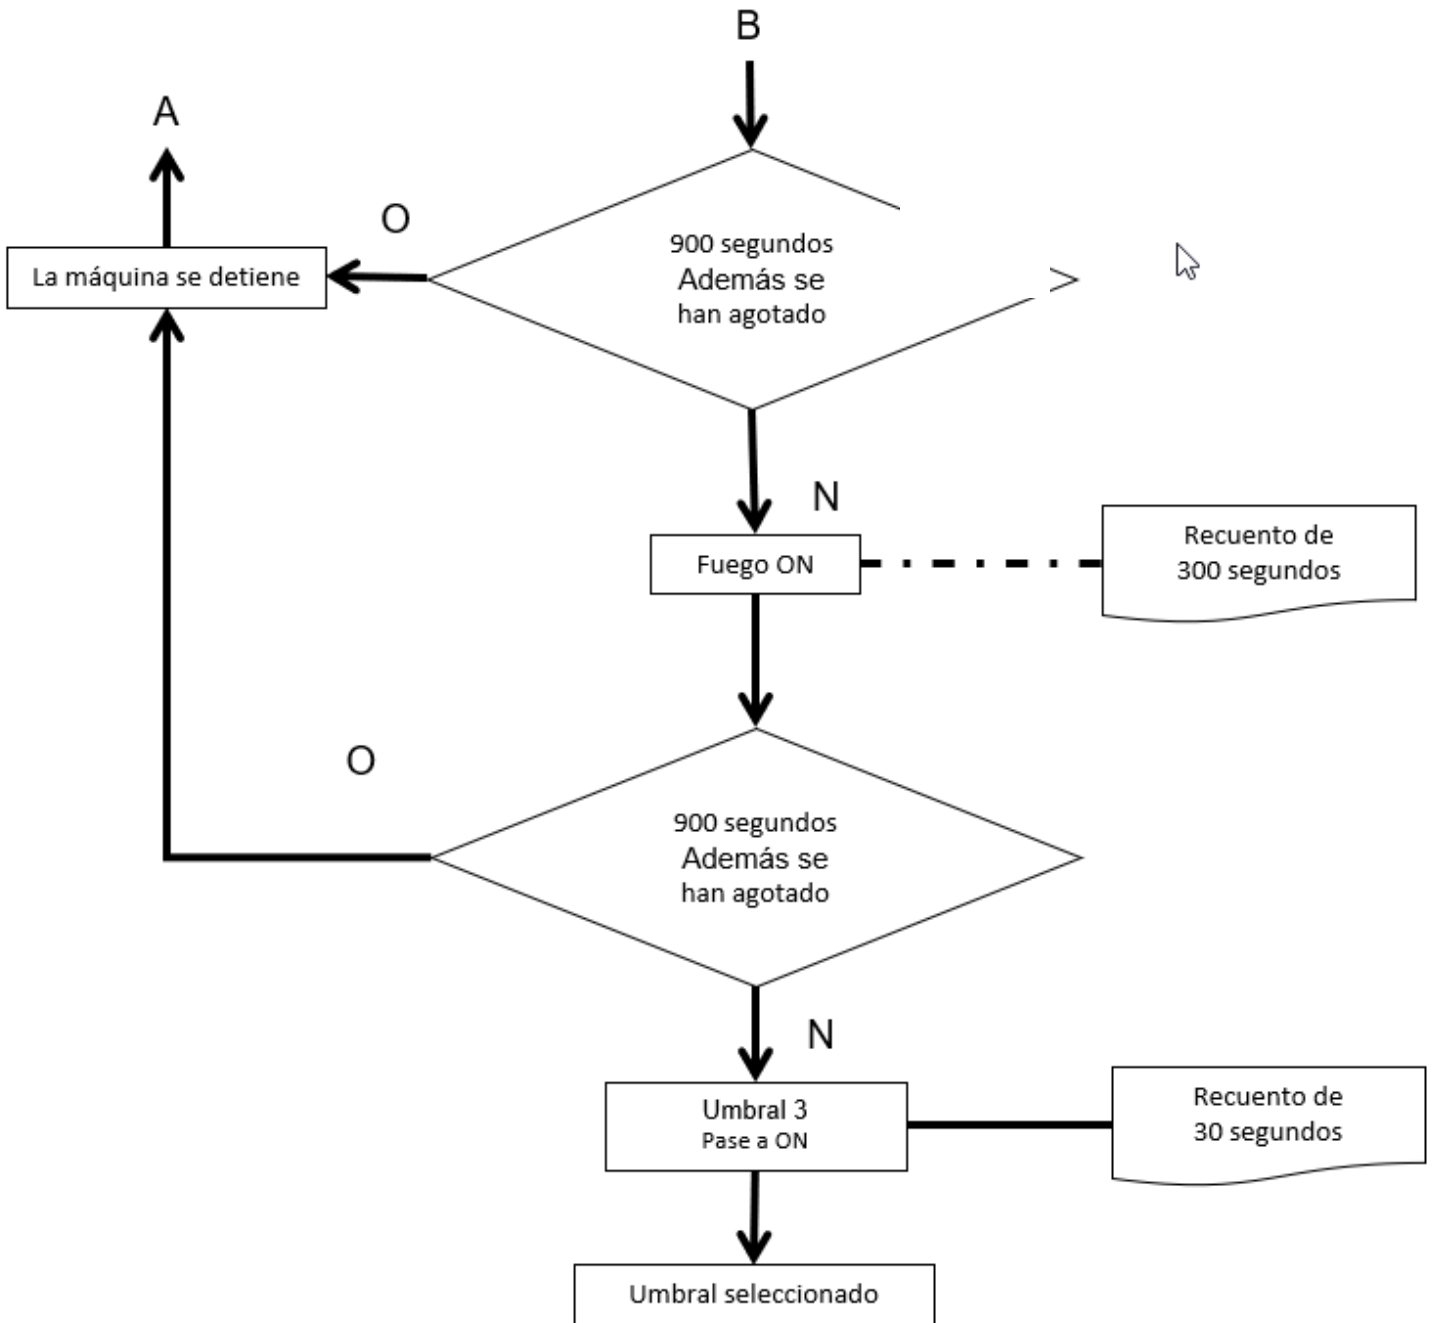 B
A
O
900 segundos
Además se
han agotado
La máquina se detiene
N
Fuego ON
Recuento de
300 segundos
O
900 segundos
Además se
han agotado
N
Umbral 3
Pase a ON
Recuento de
30 segundos
Umbral seleccionado